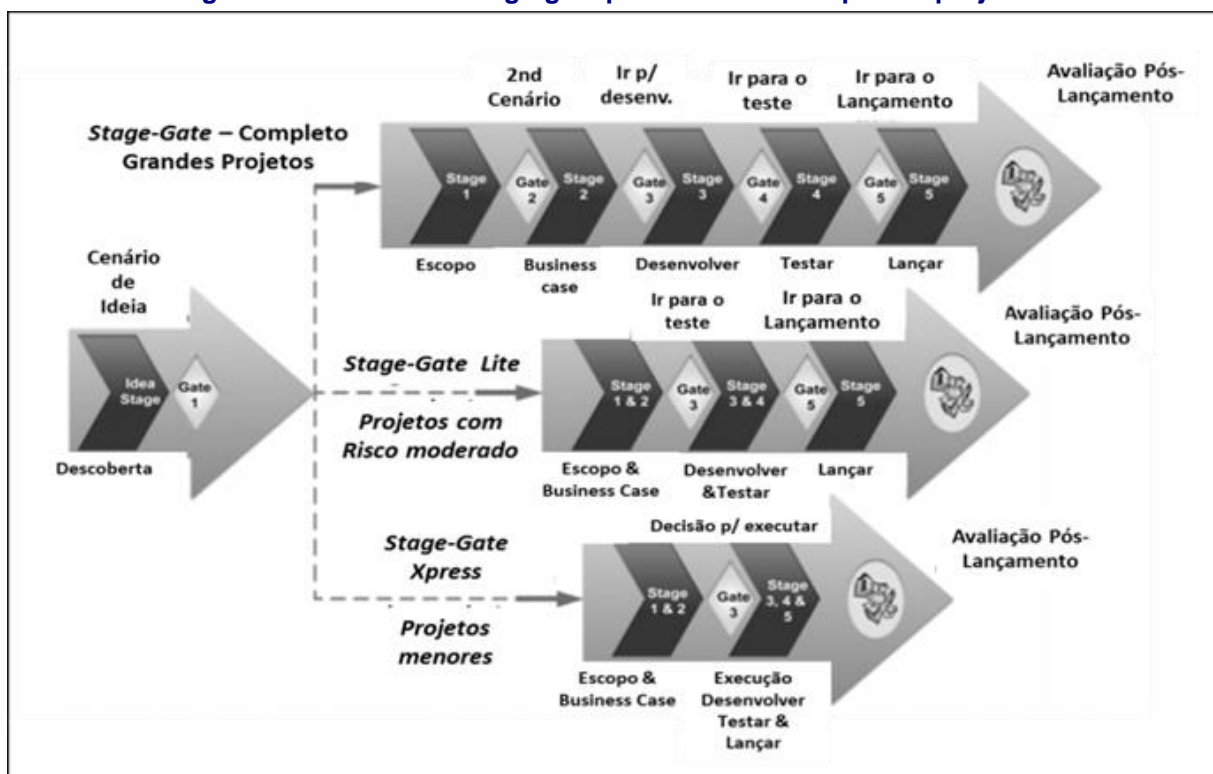 2nd
Cenário
Ir p/
desenv.
Ir para o
teste
Ir para o
Lançamento
Avaliação Pós-
Lançamento
Stage-Gate – Completo
Grandes Projetos
Stage
1
Gate
2
Stage
2
Gate
3
Stage
3
Gate
4
Stage
4
Gate
5
Stage
5
Escopo
Business
case
Desenvolver
Testar
Lançar
Cenário
de
Ideia
Idea
Stage
Gate
1
Descoberta
Ir para o
teste
Ir para o
Lançamento
Avaliação Pós-
Lançamento
Stage-Gate Lite
Projetos com
Risco moderado
Stage
1 & 2
Gate
3
Stage
3 & 4
Gate
5
Stage
5
Escopo &
Business Case
Desenvolver
&Testar
Lançar
Decisão p/ executar
Avaliação Pós-
Lançamento
Stage-Gate
Xpress
Projetos
menores
Stage
1 & 2
Gate
3
Stage
3, 4 &
5
Escopo &
Business Case
Execução
Desenvolver
Testar &
Lançar